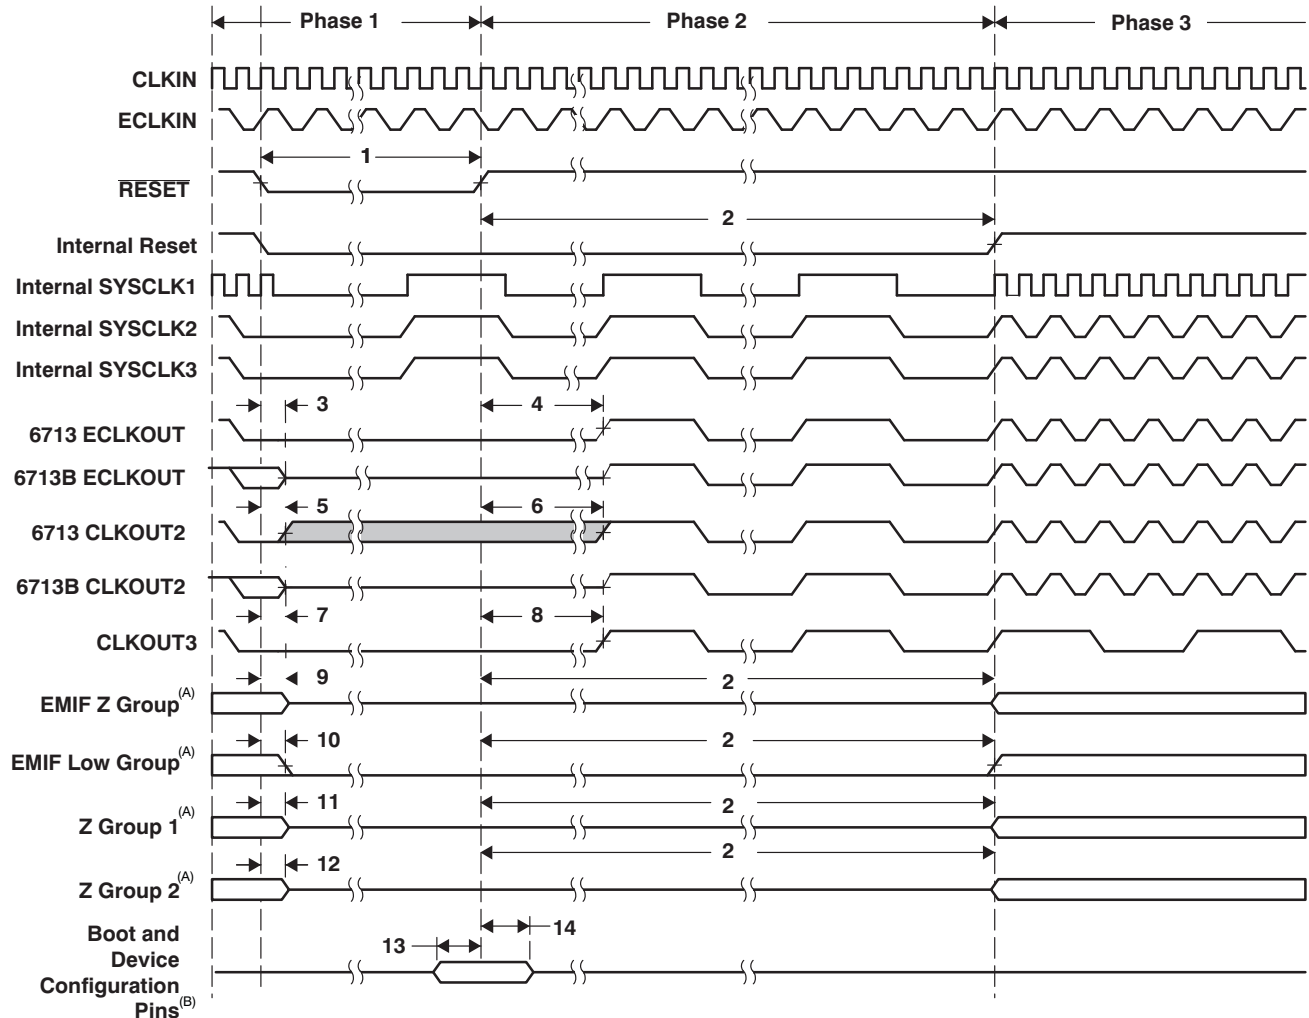 Phase 1 Phase 2 Phase 3
CLKIN
ECLKIN
1
RESET
2
Internal Reset
Internal SYSCLK1
Internal SYSCLK2
Internal SYSCLK3
3 4
6713 ECLKOUT
6713B ECLKOUT
5 6
6713 CLKOUT2
6713B CLKOUT2
7 8
CLKOUT3
9 2
EMIF Z Group(A)
10 2
EMIF Low Group(A)
11 2
Z Group 1(A)
2
12
Z Group 2(A)
14
13
Boot and
Device
Configuration
Pins(B)